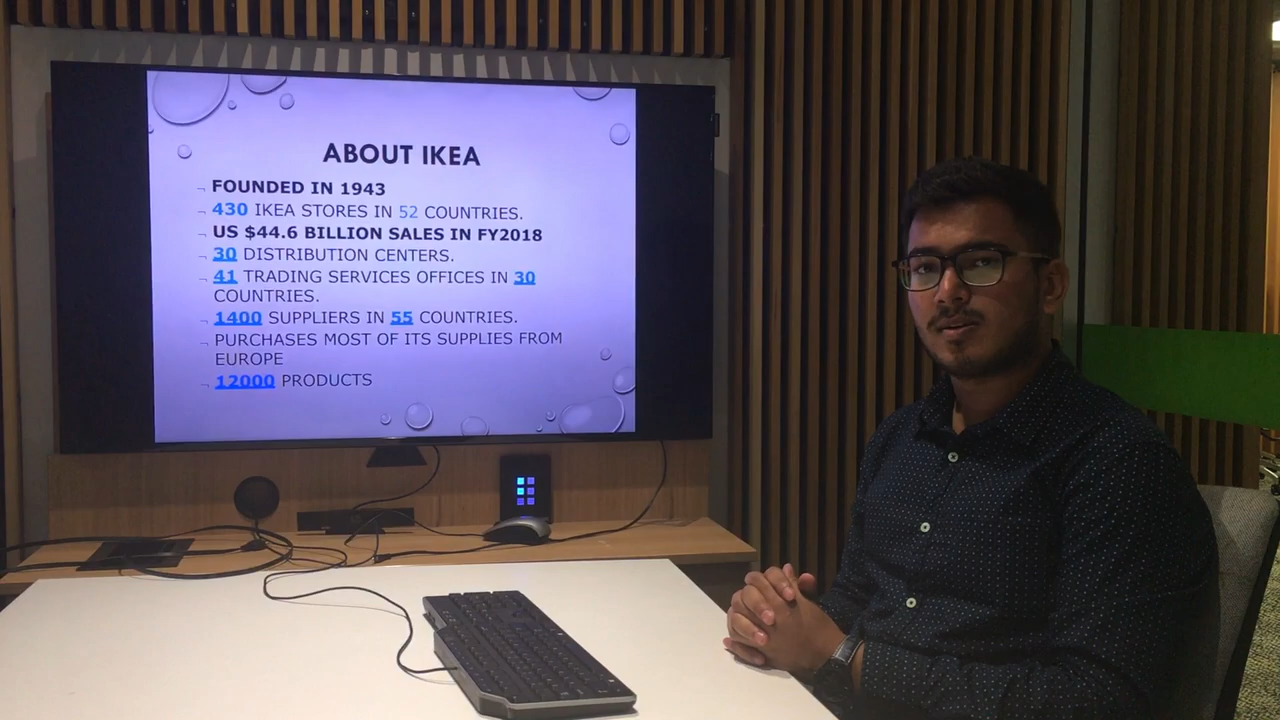 ABOUT IKEA
FOUNDED IN 1943
430 IKEA STORES IN 52 COUNTRIES.
US $44.6 BILLION SALES IN FY2018
30 DISTRIBUTION CENTERS.
41 TRADING SERVICES OFFICES IN 30
COUNTRIES.
1400 SUPPLIERS IN 55 COUNTRIES.
PURCHASES MOST OF ITS SUPPLIES FROM
EUROPE
12000 PRODUCTS